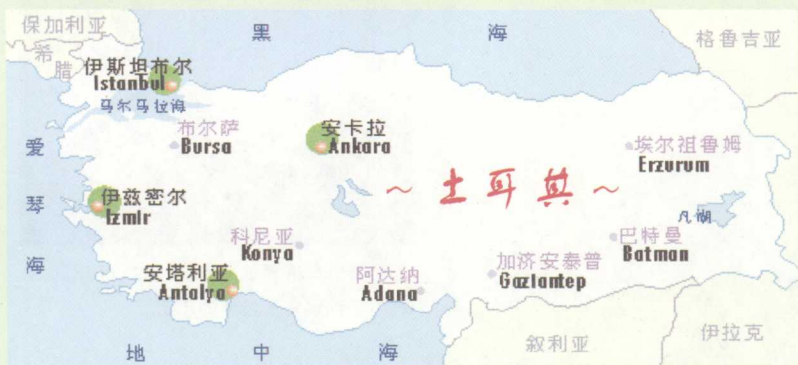 保加利亚
黑
海
格鲁吉亚
希
腊
伊斯坦布尔
Istanbul
马尔马拉海
布尔萨
Bursa
安卡拉
Ankara
埃尔祖鲁姆
Erzurum
爱
琴
海
伊兹密尔
Izmir
~ 土耳其 ~
凡湖
科尼亚
Konya
巴特曼
Batman
安塔利亚
Antalya
阿达纳
Adana
加济安泰普
Gaziantep
地
中
海
叙利亚
伊拉克